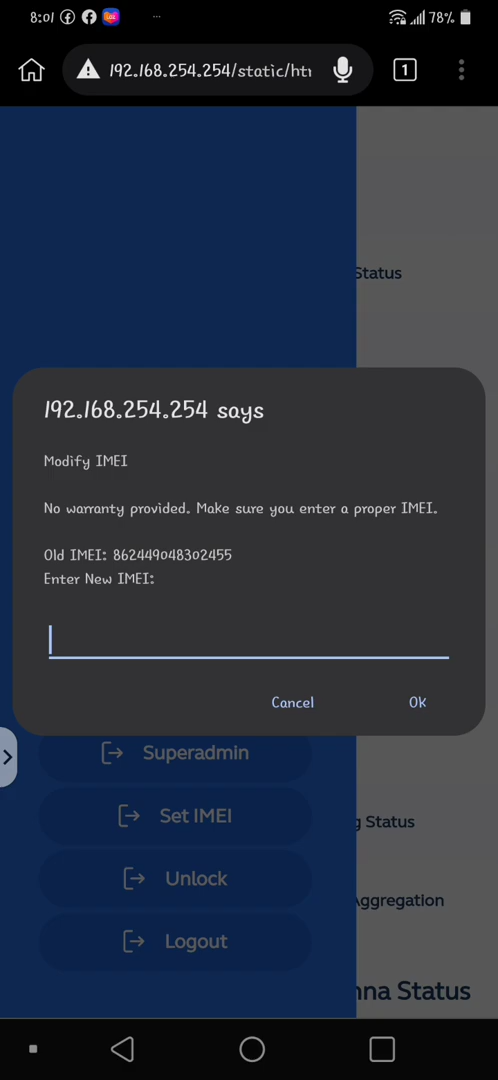 8:01
78%
192.168.254.254/static/htr
1
Status
192.168.254.254 says
Modify IMEI
No warranty provided. Make sure you enter a proper IMEI.
Old IMEI: 862449048302455
Enter New IMEI:
Cancel
OK
Superadmin
Set IMEI
g Status
Unlock
Aggregation
Logout
nna Status